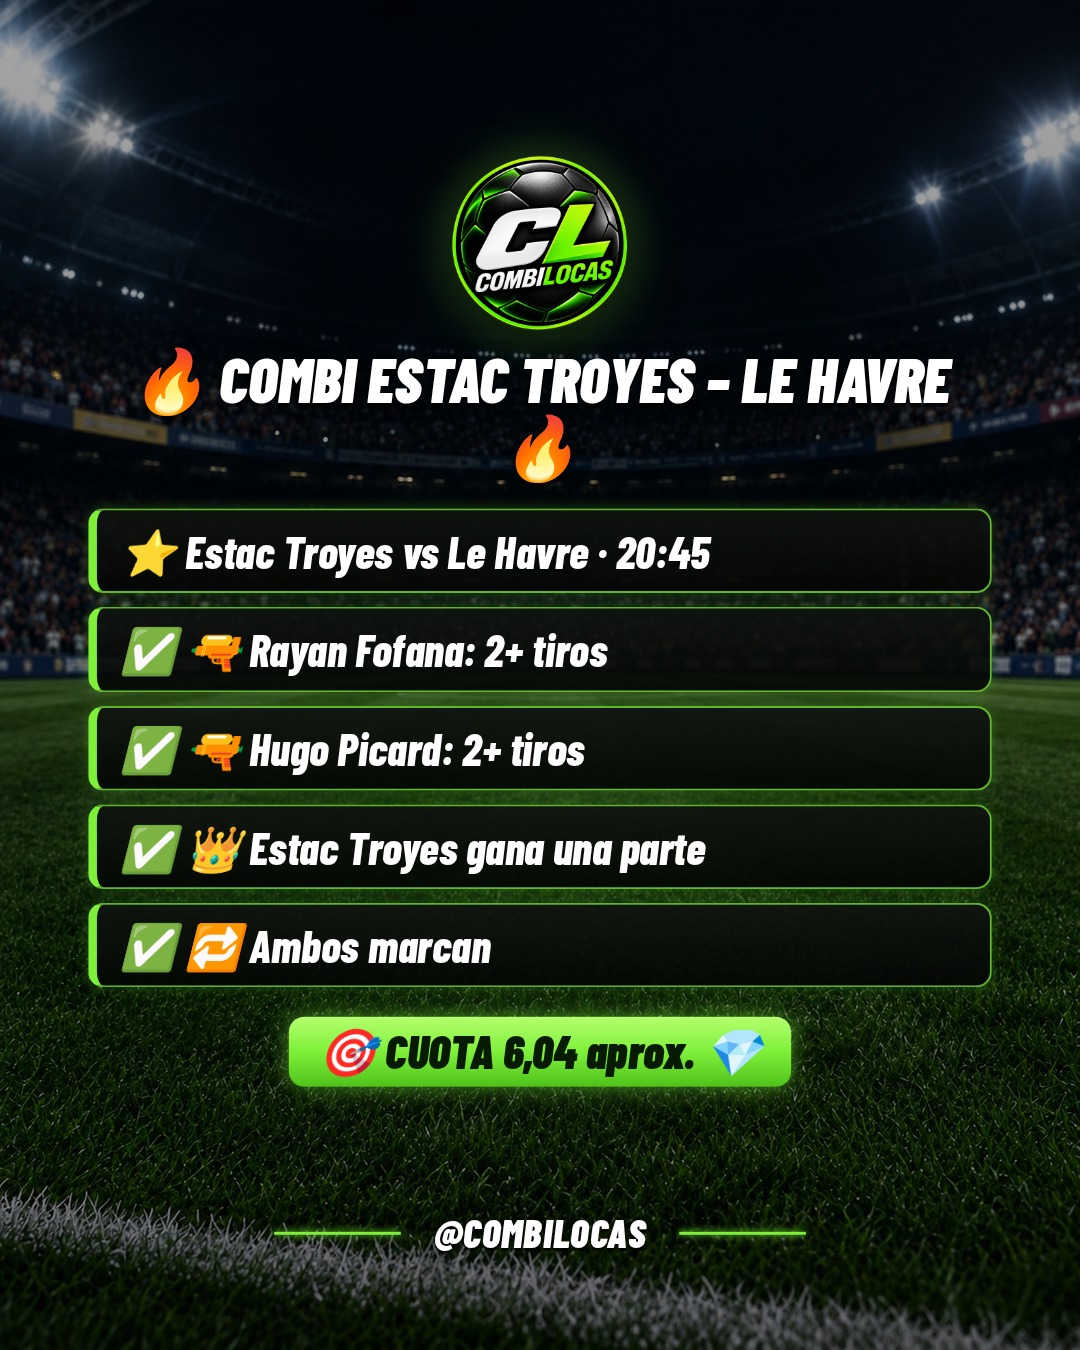 CL
COMBILOCAS
🔥 COMBI ESTAC TROYES – LE HAVRE
🔥
⭐ Estac Troyes vs Le Havre · 20:45
✅ 🔫 Rayan Fofana: 2+ tiros
✅ 🔫 Hugo Picard: 2+ tiros
✅ 👑 Estac Troyes gana una parte
✅ 🔁 Ambos marcan
🎯 CUOTA 6,04 aprox. 💎
@COMBILOCAS